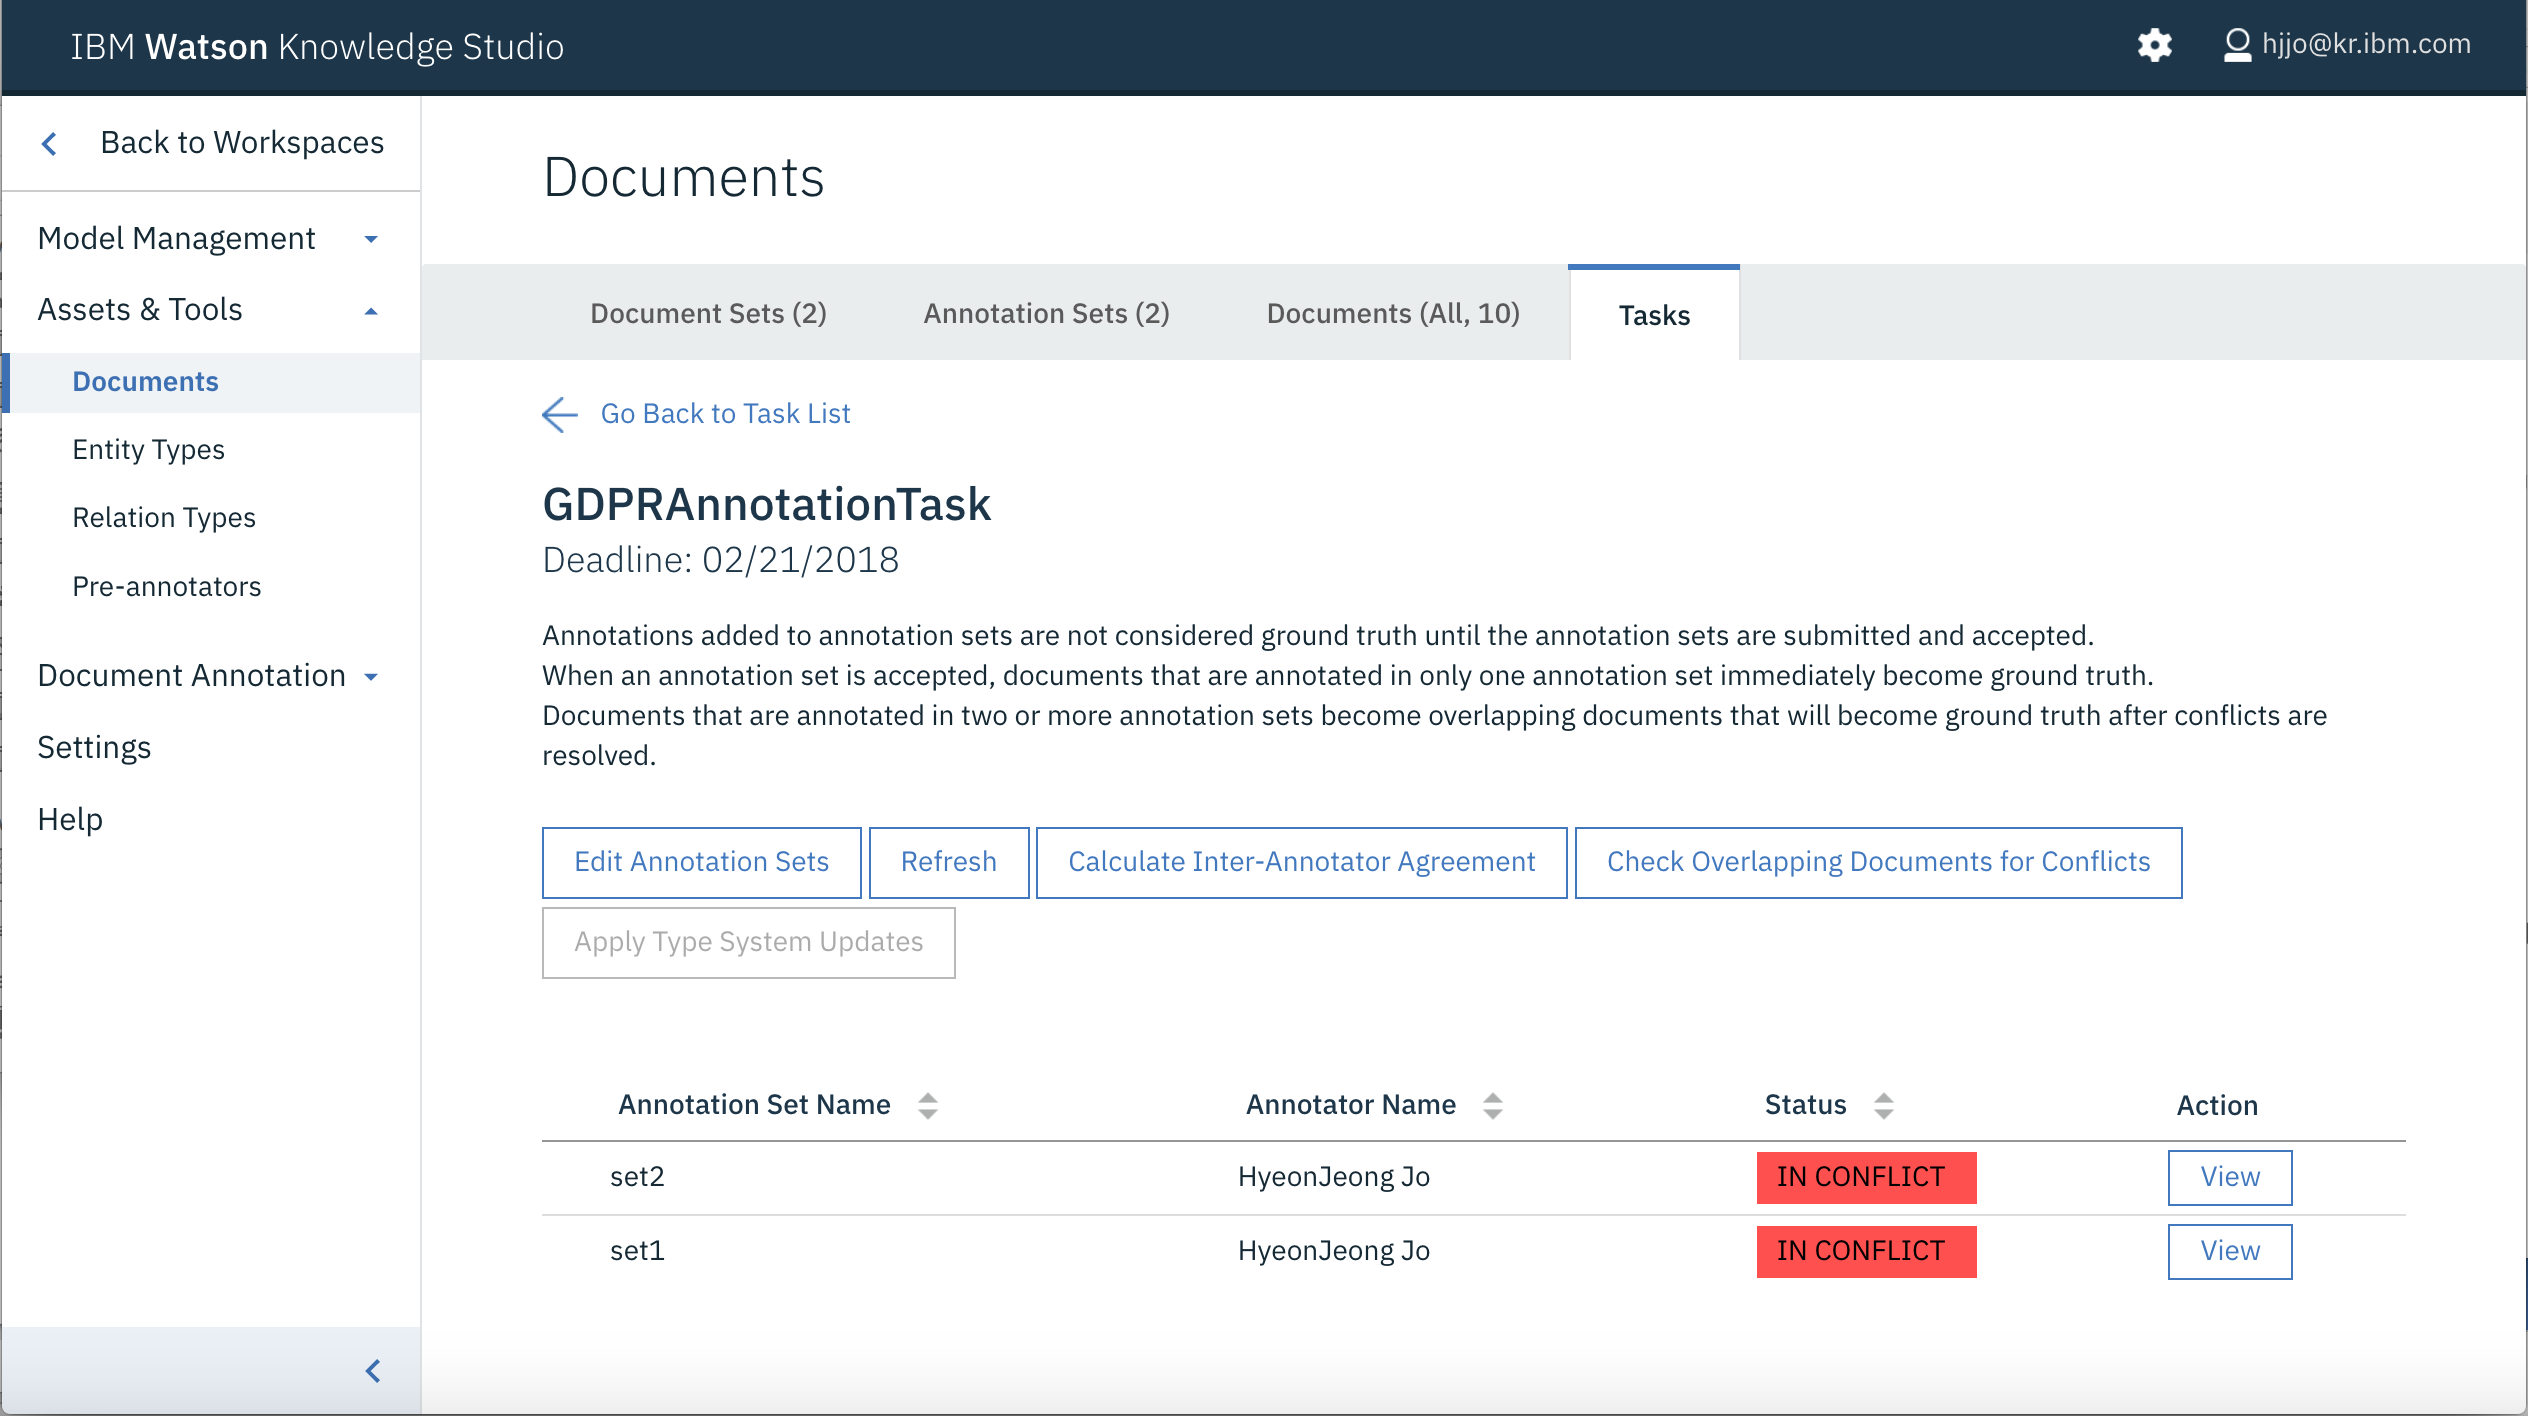 IBM Watson Knowledge Studio
hjjo@kr.ibm.com
Back to Workspaces
Model Management
Assets & Tools
Documents
Entity Types
Relation Types
Pre-annotators
Document Annotation
Settings
Help
Documents
Document Sets (2)
Annotation Sets (2)
Documents (All, 10)
Tasks
Go Back to Task List
GDPRAnnotationTask
Deadline: 02/21/2018
Annotations added to annotation sets are not considered ground truth until the annotation sets are submitted and accepted.
When an annotation set is accepted, documents that are annotated in only one annotation set immediately become ground truth.
Documents that are annotated in two or more annotation sets become overlapping documents that will become ground truth after conflicts are
resolved.
Edit Annotation Sets
Refresh
Calculate Inter-Annotator Agreement
Check Overlapping Documents for Conflicts
Apply Type System Updates
Annotation Set Name
Annotator Name
Status
Action
set2
HyeonJeong Jo
IN CONFLICT
View
set1
HyeonJeong Jo
IN CONFLICT
View